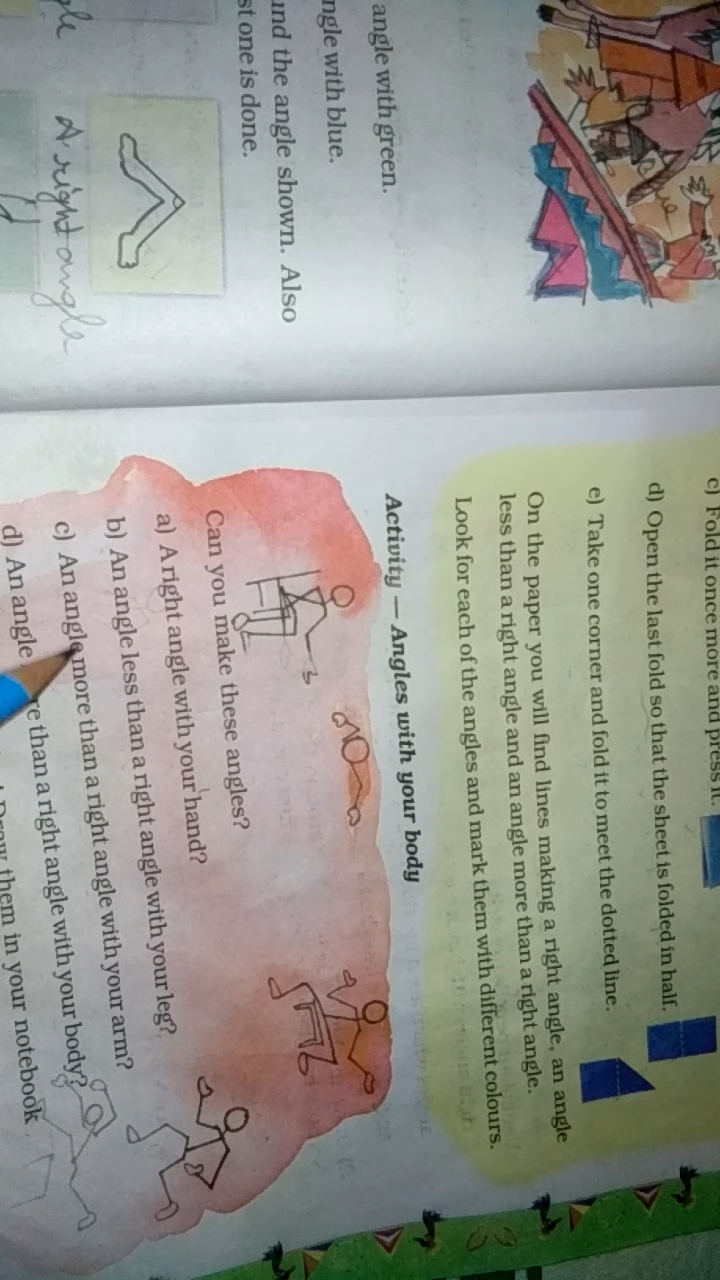 angle with green.
ngle with blue.
und the angle shown. Also
st one is done.
gle
A right angle
c) Fold it once more and press it.
d) Open the last fold so that the sheet is folded in half.
e) Take one corner and fold it to meet the dotted line.
On the paper you will find lines making a right angle, an angle
less than a right angle and an angle more than a right angle.
Look for each of the angles and mark them with different colours.
Activity — Angles with your body
Can you make these angles?
a) A right angle with your hand?
b) An angle less than a right angle with your leg?
c) An angle more than a right angle with your arm?
d) An angle re than a right angle with your body?
Draw them in your notebook